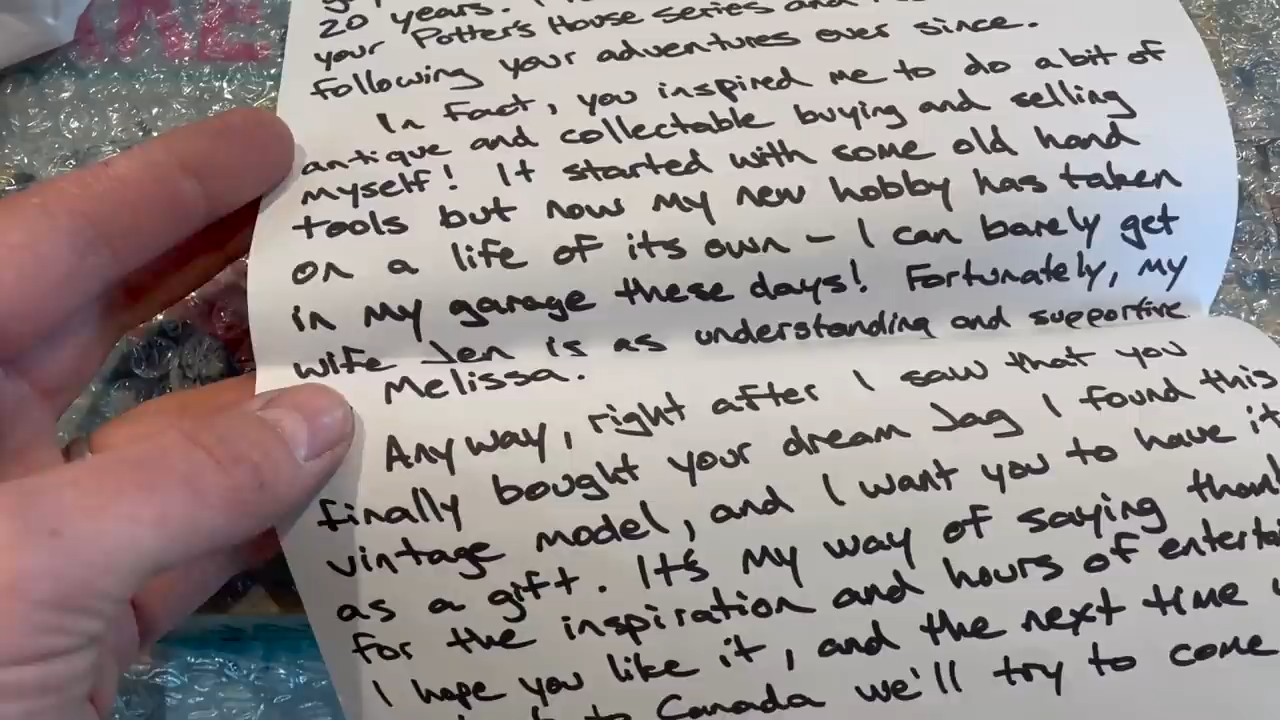 20 years.
your Potter's House series and
following your adventures ever since.
In fact, you inspired me to do a bit of
antique and collectable buying and selling
myself! It started with some old hand
tools but now my new hobby has taken
on a life of its own – I can barely get
in my garage these days! Fortunately, my
wife Jen is as understanding and supportive
Melissa.
Anyway, right after I saw that you
finally bought your dream Jag I found this
vintage model, and I want you to have it
as a gift. It's my way of saying
for the inspiration and hours of
I hope you like it, and the next time
to Canada we'll try to come